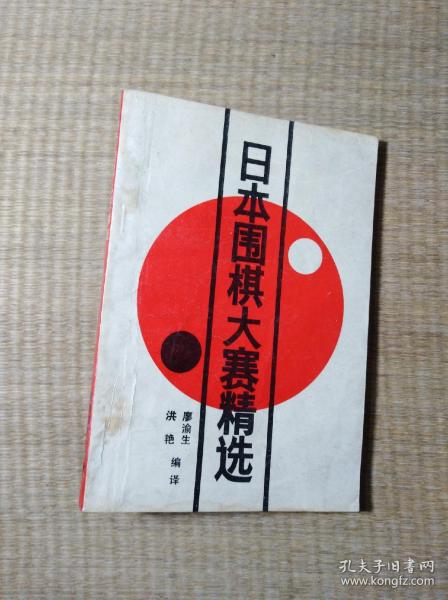 日本围棋大赛精选
廖渝生
洪艳
编译
孔夫子旧书网
www.kongfz.com